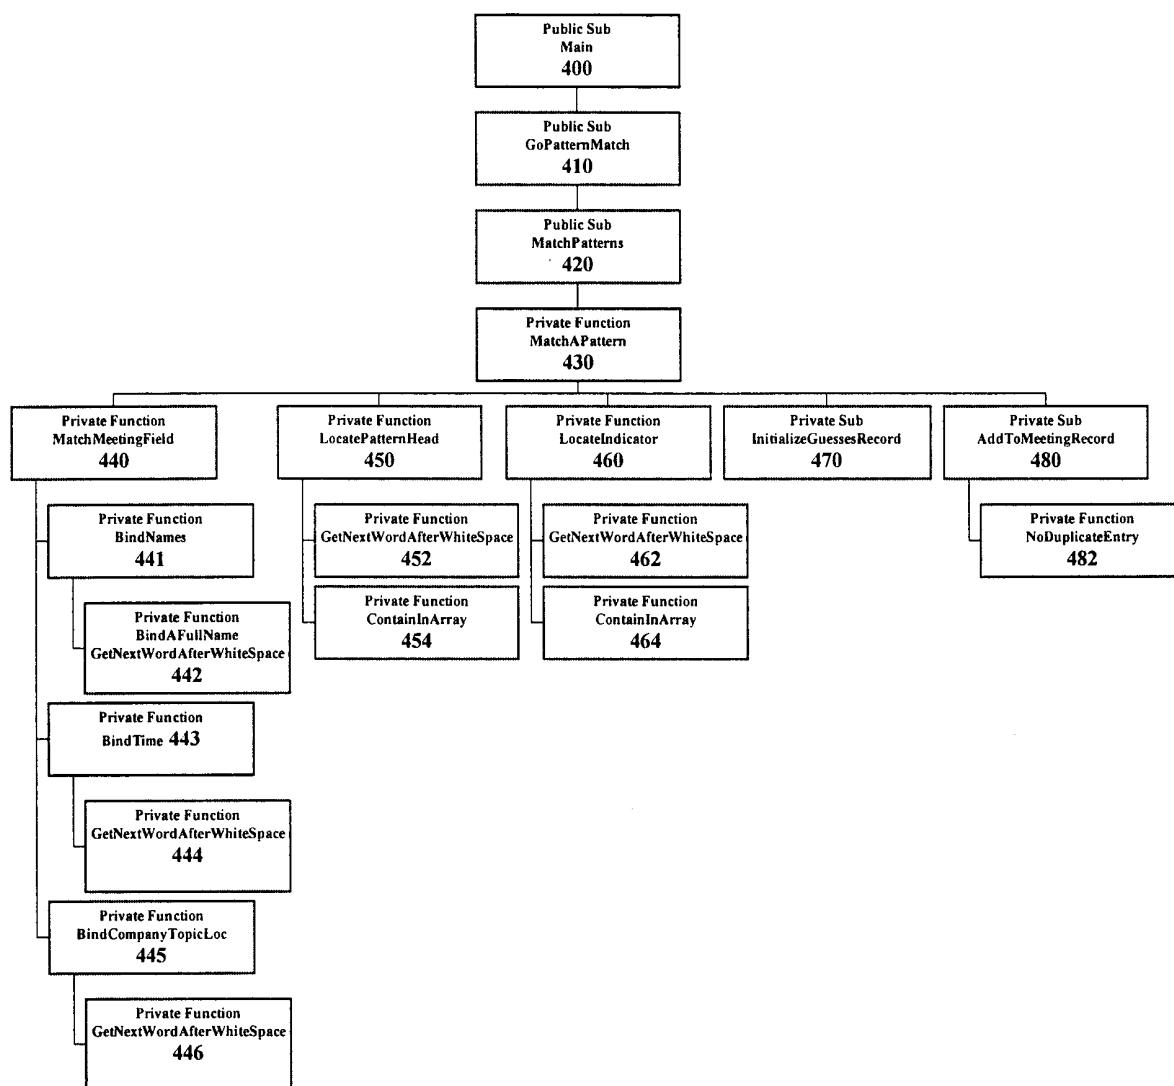 Public Sub
Main
400
Public Sub
GoPatternMatch
410
Public Sub
MatchPatterns
420
Private Function
MatchAPattern
430
Private Function
MatchMeetingField
440
Private Function
LocatePatternHead
450
Private Function
LocateIndicator
460
Private Sub
InitializeGuessesRecord
470
Private Sub
AddToMeetingRecord
480
Private Function
BindNames
441
Private Function
GetNextWordAfterWhiteSpace
452
Private Function
GetNextWordAfterWhiteSpace
462
Private Function
NoDuplicateEntry
482
Private Function
BindAFullName
GetNextWordAfterWhiteSpace
442
Private Function
ContainInArray
454
Private Function
ContainInArray
464
Private Function
BindTime 443
Private Function
GetNextWordAfterWhiteSpace
444
Private Function
BindCompanyTopicLoc
445
Private Function
GetNextWordAfterWhiteSpace
446